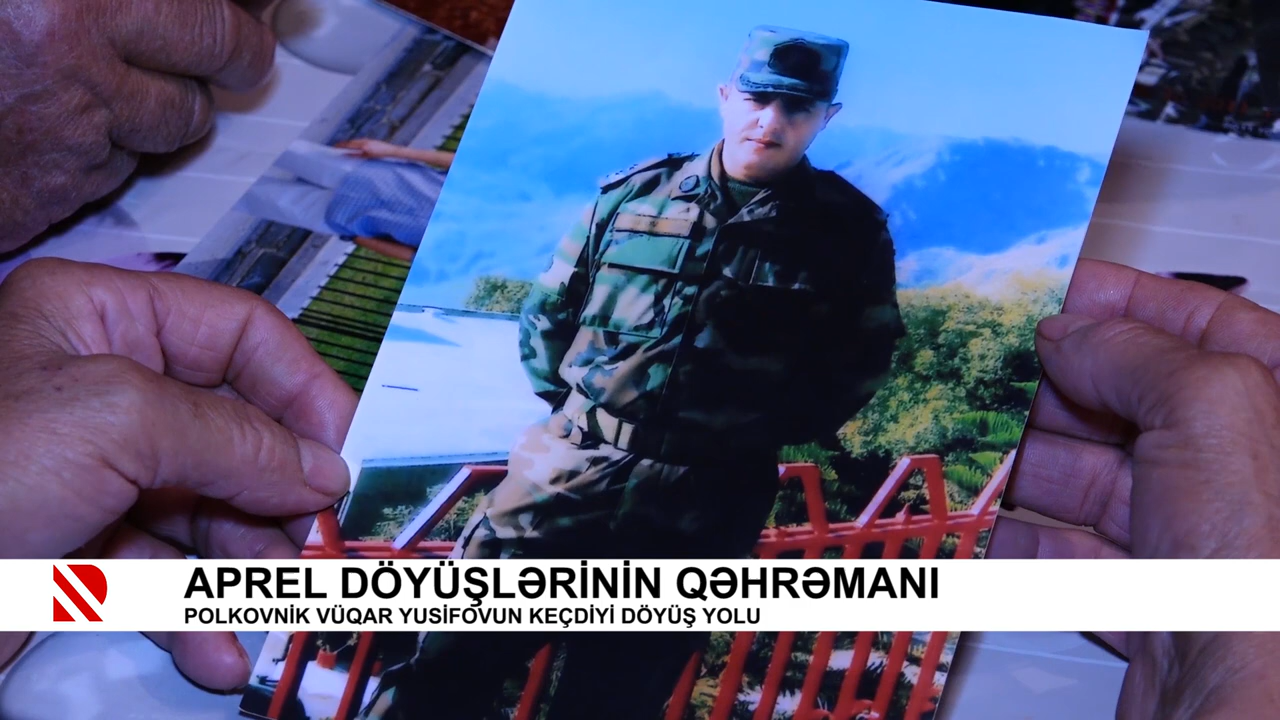 APREL DÖYÜŞLƏRİNİN QƏHRƏMANI
POLKOVNİK VÜQAR YUSİFOVUN KEÇDİYİ DÖYÜŞ YOLU